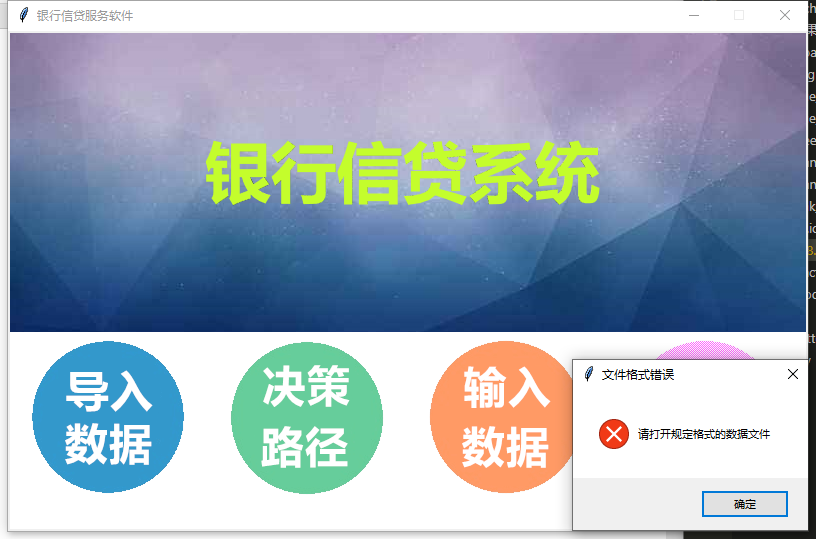 银行信贷服务软件
银行信贷系统
导入
数据
决策
路径
输入
数据
文件格式错误
请打开规定格式的数据文件
确定